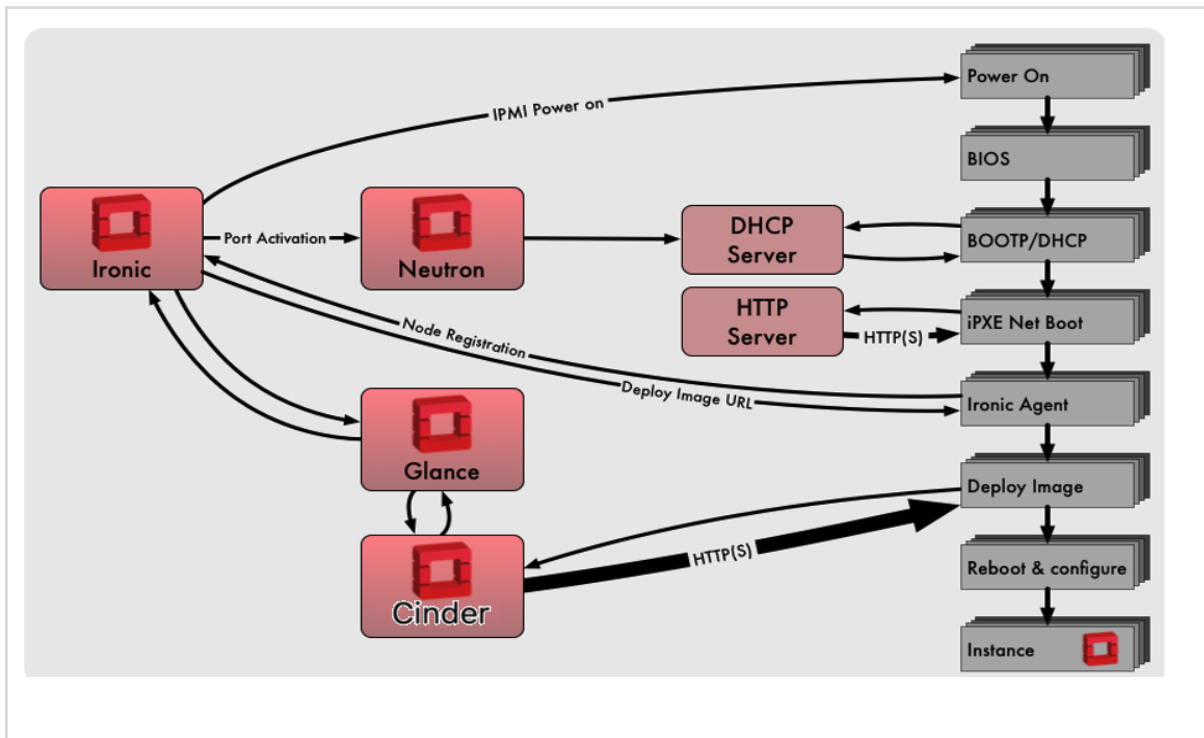 Power On
IPMI Power on
BIOS
Ironic
Port Activation
Neutron
DHCP
Server
BOOTP/DHCP
HTTP
Server
HTTP(S)
iPXE Net Boot
Node Registration
Deploy Image URL
Ironic Agent
Glance
Deploy Image
HTTP(S)
Cinder
Reboot & configure
Instance